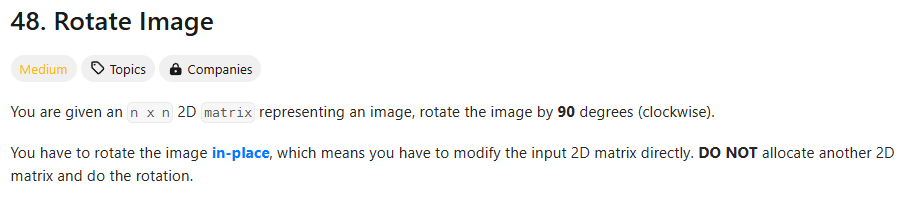 48. Rotate Image
Medium Topics Companies
You are given an n x n 2D matrix representing an image, rotate the image by 90 degrees (clockwise).
You have to rotate the image in-place, which means you have to modify the input 2D matrix directly. DO NOT allocate another 2D
matrix and do the rotation.